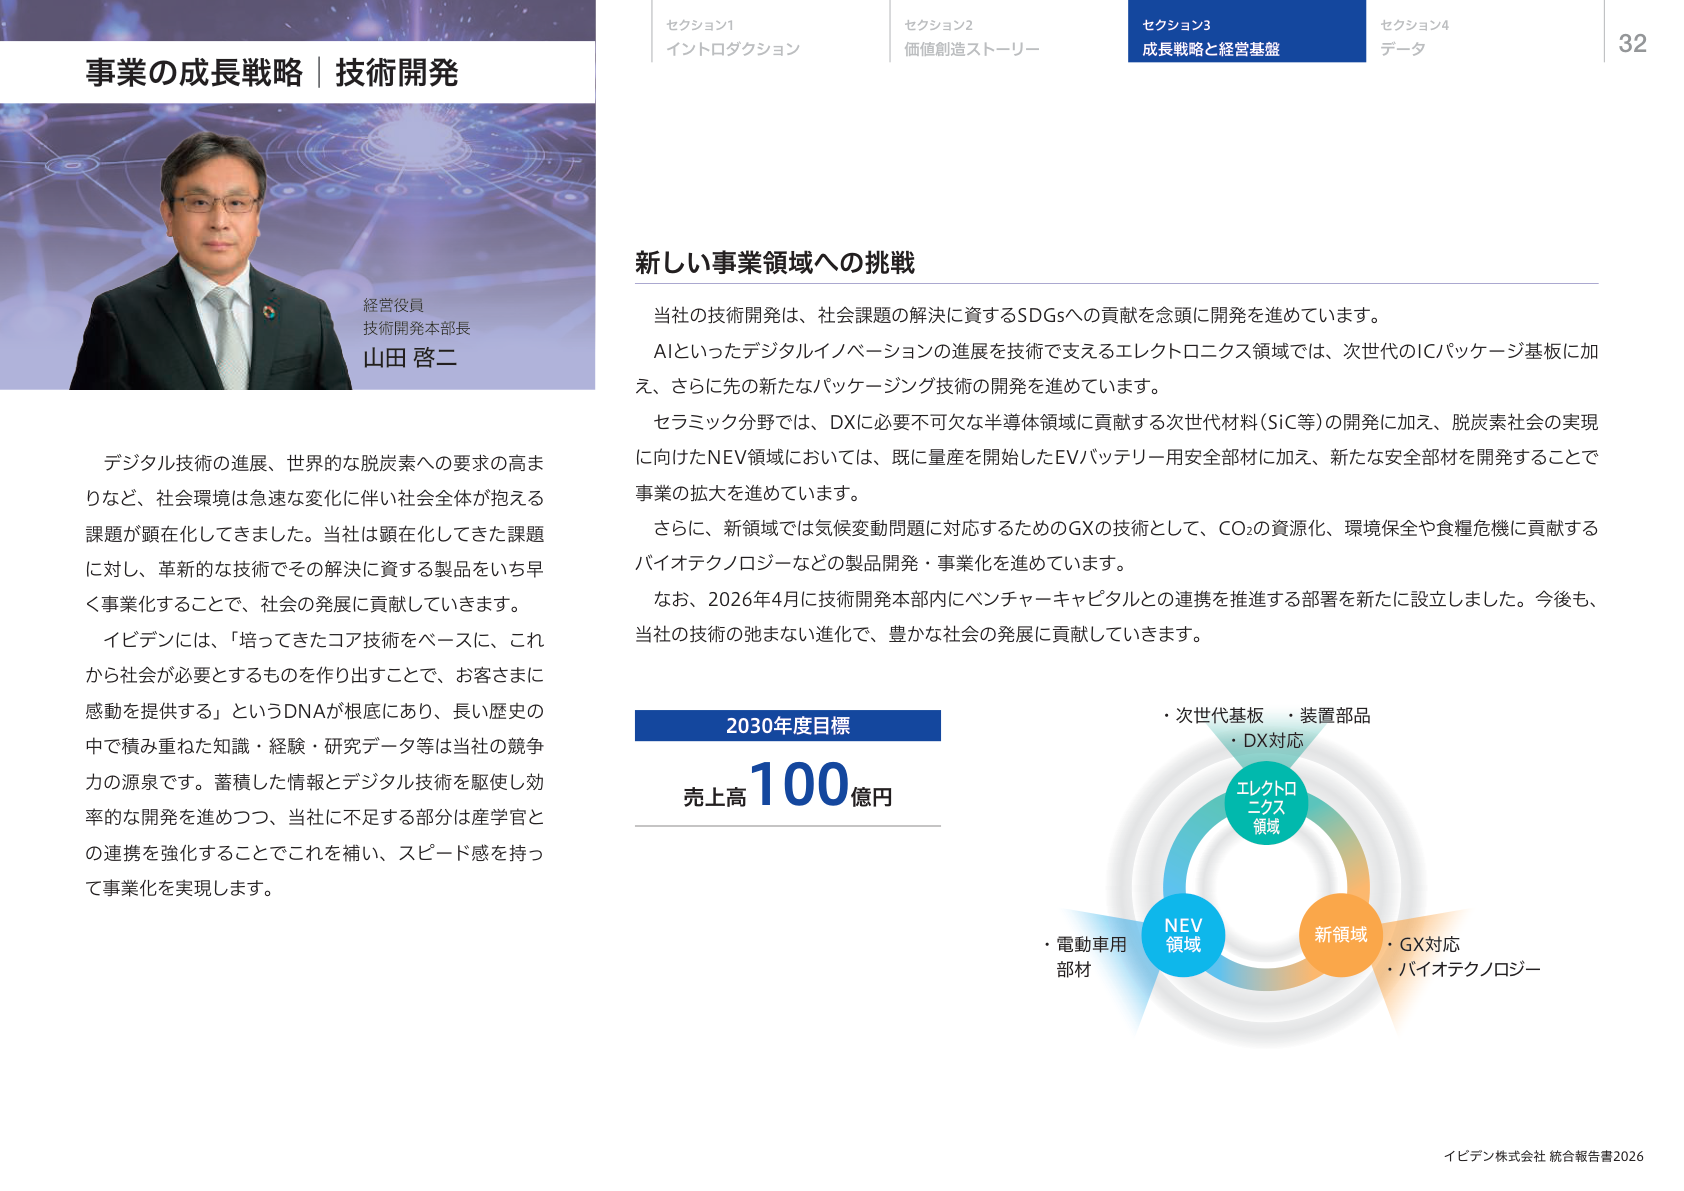 セクション1
イントロダクション
セクション2
価値創造ストーリー
セクション3
成長戦略と経営基盤
セクション4
データ
32
事業の成長戦略｜技術開発
経営役員
技術開発本部長
山田 啓二
　デジタル技術の進展、世界的な脱炭素への要求の高ま
りなど、社会環境は急速な変化に伴い社会全体が抱える
課題が顕在化してきました。当社は顕在化してきた課題
に対し、革新的な技術でその解決に資する製品をいち早
く事業化することで、社会の発展に貢献していきます。
　イビデンには、「培ってきたコア技術をベースに、これ
から社会が必要とするものを作り出すことで、お客さまに
感動を提供する」というDNAが根底にあり、長い歴史の
中で積み重ねた知識・経験・研究データ等は当社の競争
力の源泉です。蓄積した情報とデジタル技術を駆使し効
率的な開発を進めつつ、当社に不足する部分は産学官と
の連携を強化することでこれを補い、スピード感を持っ
て事業化を実現します。
新しい事業領域への挑戦
　当社の技術開発は、社会課題の解決に資するSDGsへの貢献を念頭に開発を進めています。
　AIといったデジタルイノベーションの進展を技術で支えるエレクトロニクス領域では、次世代のICパッケージ基板に加
え、さらに先の新たなパッケージング技術の開発を進めています。
　セラミック分野では、DXに必要不可欠な半導体領域に貢献する次世代材料（SiC等）の開発に加え、脱炭素社会の実現
に向けたNEV領域においては、既に量産を開始したEVバッテリー用安全部材に加え、新たな安全部材を開発することで
事業の拡大を進めています。
　さらに、新領域では気候変動問題に対応するためのGXの技術として、CO₂の資源化、環境保全や食糧危機に貢献する
バイオテクノロジーなどの製品開発・事業化を進めています。
　なお、2026年4月に技術開発本部内にベンチャーキャピタルとの連携を推進する部署を新たに設立しました。今後も、
当社の技術の弛まない進化で、豊かな社会の発展に貢献していきます。
2030年度目標
売上高100億円
・次世代基板　・装置部品
・DX対応
エレクトロ
ニクス
領域
NEV
領域
新領域
・電動車用
部材
・GX対応
・バイオテクノロジー
イビデン株式会社 統合報告書2026